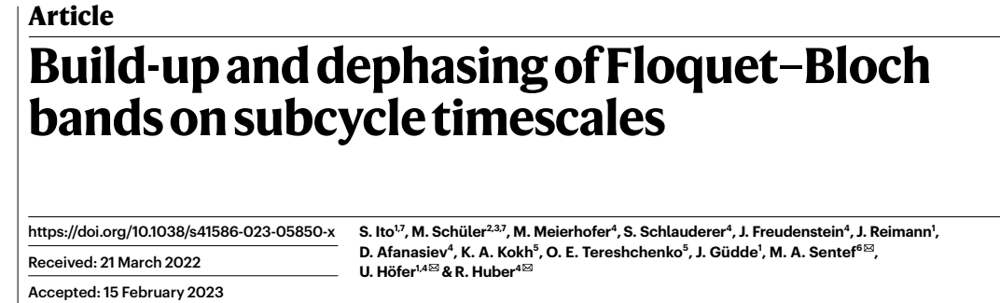 Article
Build-up and dephasing of Floquet–Bloch
bands on subcycle timescales
https://doi.org/10.1038/s41586-023-05850-x
Received: 21 March 2022
Accepted: 15 February 2023
S. Ito1,7, M. Schüler2,3,7, M. Meierhofer4, S. Schlauderer4, J. Freudenstein4, J. Reimann1,
D. Afanasiev4, K. A. Kokh5, O. E. Tereshchenko5, J. Güdde1, M. A. Sentef6✉,
U. Höfer1,4✉ & R. Huber4✉